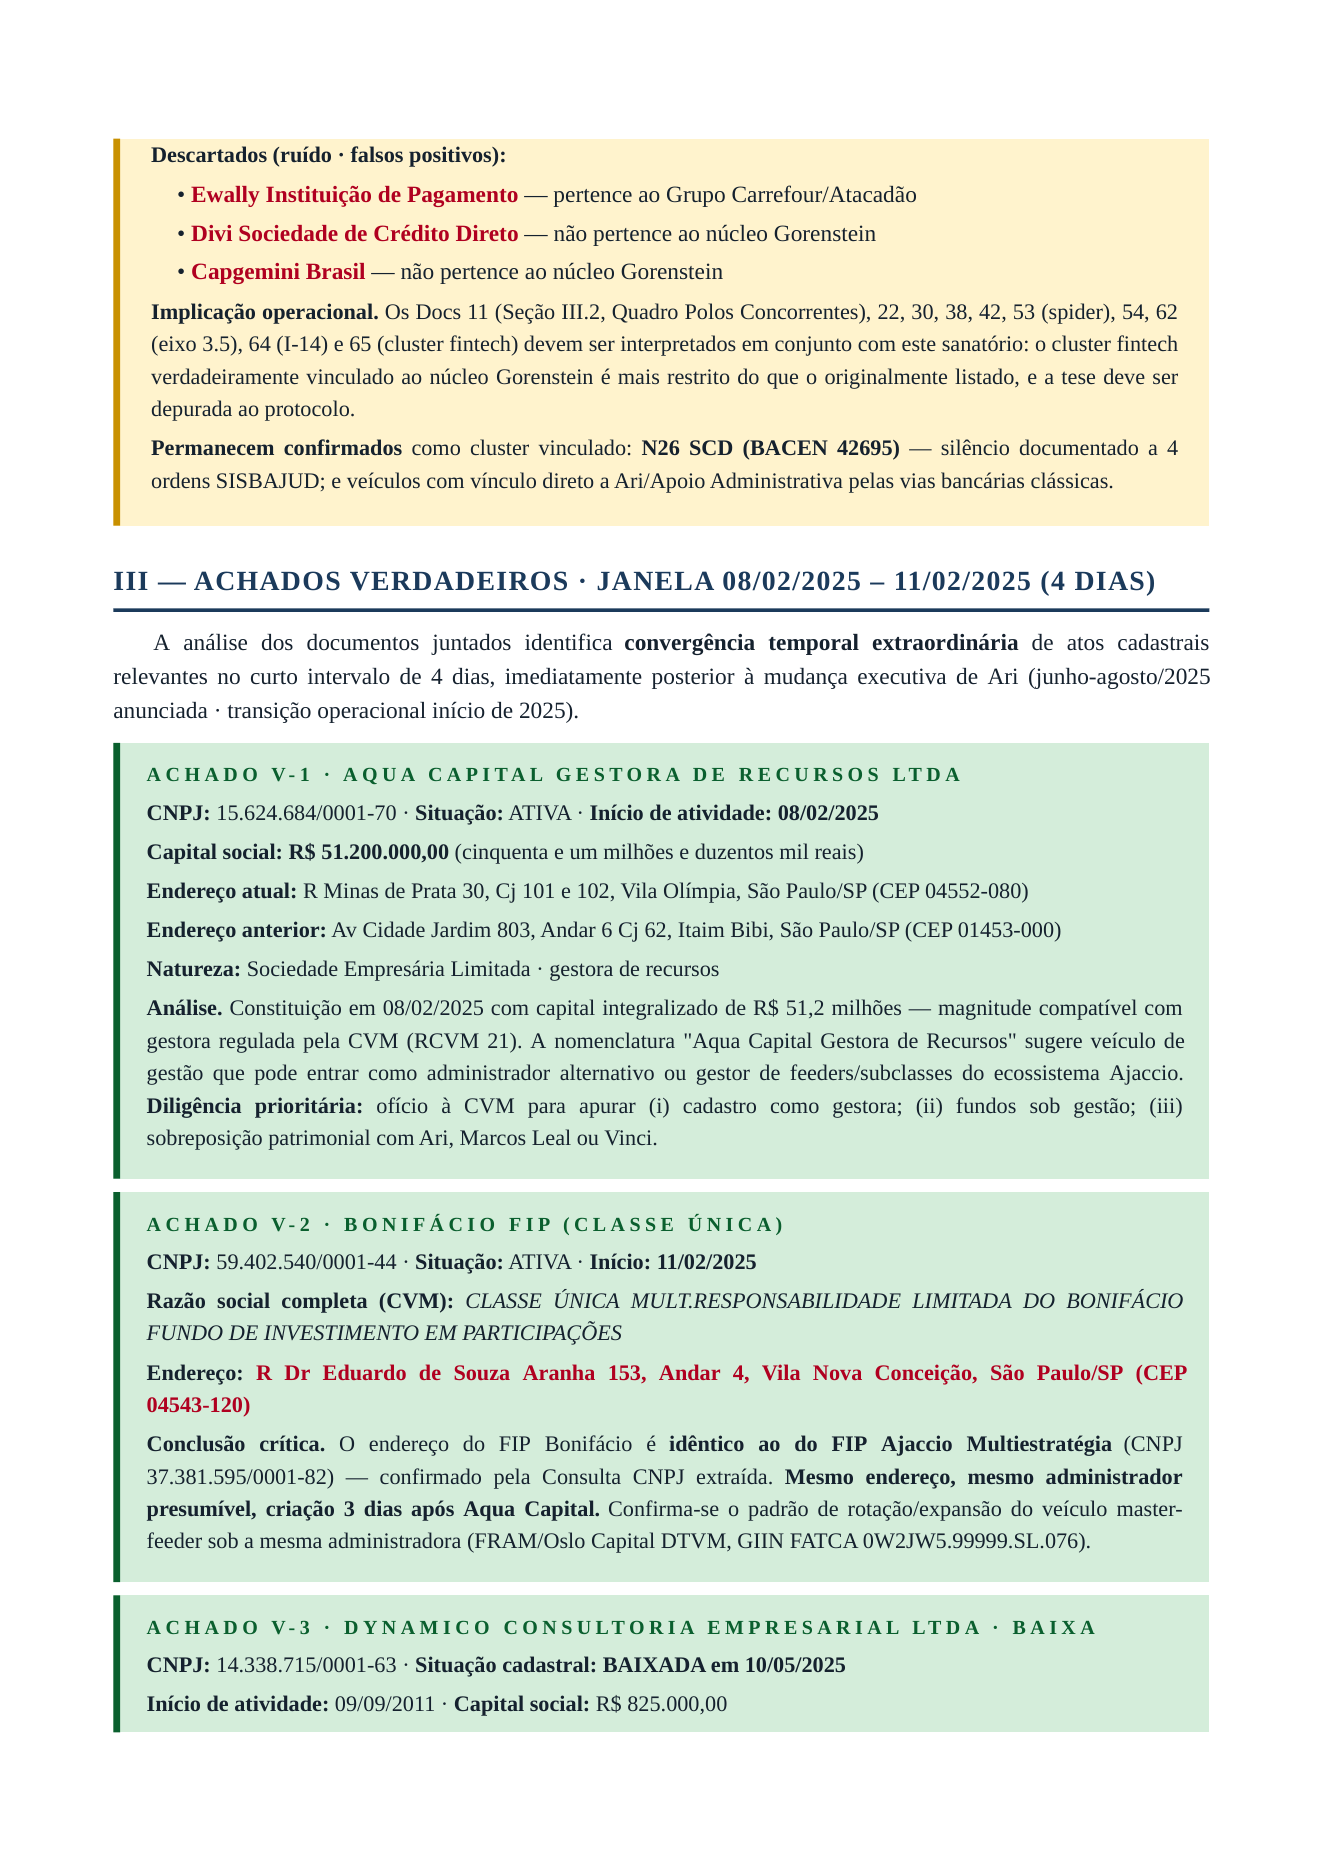 Descartados (ruído · falsos positivos):
• Ewally Instituição de Pagamento — pertence ao Grupo Carrefour/Atacadão
• Divi Sociedade de Crédito Direto — não pertence ao núcleo Gorenstein
• Capgemini Brasil — não pertence ao núcleo Gorenstein
Implicação operacional. Os Docs 11 (Seção III.2, Quadro Polos Concorrentes), 22, 30, 38, 42, 53 (spider), 54, 62
(eixo 3.5), 64 (I-14) e 65 (cluster fintech) devem ser interpretados em conjunto com este sanatório: o cluster fintech
verdadeiramente vinculado ao núcleo Gorenstein é mais restrito do que o originalmente listado, e a tese deve ser
depurada ao protocolo.
Permanecem confirmados como cluster vinculado: N26 SCD (BACEN 42695) — silêncio documentado a 4
ordens SISBAJUD; e veículos com vínculo direto a Ari/Apoio Administrativa pelas vias bancárias clássicas.
III — ACHADOS VERDADEIROS · JANELA 08/02/2025 – 11/02/2025 (4 DIAS)
A análise dos documentos juntados identifica convergência temporal extraordinária de atos cadastrais
relevantes no curto intervalo de 4 dias, imediatamente posterior à mudança executiva de Ari (junho-agosto/2025
anunciada · transição operacional início de 2025).
ACHADO V-1 · AQUA CAPITAL GESTORA DE RECURSOS LTDA
CNPJ: 15.624.684/0001-70 · Situação: ATIVA · Início de atividade: 08/02/2025
Capital social: R$ 51.200.000,00 (cinquenta e um milhões e duzentos mil reais)
Endereço atual: R Minas de Prata 30, Cj 101 e 102, Vila Olímpia, São Paulo/SP (CEP 04552-080)
Endereço anterior: Av Cidade Jardim 803, Andar 6 Cj 62, Itaim Bibi, São Paulo/SP (CEP 01453-000)
Natureza: Sociedade Empresária Limitada · gestora de recursos
Análise. Constituição em 08/02/2025 com capital integralizado de R$ 51,2 milhões — magnitude compatível com
gestora regulada pela CVM (RCVM 21). A nomenclatura "Aqua Capital Gestora de Recursos" sugere veículo de
gestão que pode entrar como administrador alternativo ou gestor de feeders/subclasses do ecossistema Ajaccio.
Diligência prioritária: ofício à CVM para apurar (i) cadastro como gestora; (ii) fundos sob gestão; (iii)
sobreposição patrimonial com Ari, Marcos Leal ou Vinci.
ACHADO V-2 · BONIFÁCIO FIP (CLASSE ÚNICA)
CNPJ: 59.402.540/0001-44 · Situação: ATIVA · Início: 11/02/2025
Razão social completa (CVM): CLASSE ÚNICA MULT.RESPONSABILIDADE LIMITADA DO BONIFÁCIO
FUNDO DE INVESTIMENTO EM PARTICIPAÇÕES
Endereço: R Dr Eduardo de Souza Aranha 153, Andar 4, Vila Nova Conceição, São Paulo/SP (CEP
04543-120)
Conclusão crítica. O endereço do FIP Bonifácio é idêntico ao do FIP Ajaccio Multiestratégia (CNPJ
37.381.595/0001-82) — confirmado pela Consulta CNPJ extraída. Mesmo endereço, mesmo administrador
presumível, criação 3 dias após Aqua Capital. Confirma-se o padrão de rotação/expansão do veículo master-
feeder sob a mesma administradora (FRAM/Oslo Capital DTVM, GIIN FATCA 0W2JW5.99999.SL.076).
ACHADO V-3 · DYNAMICO CONSULTORIA EMPRESARIAL LTDA · BAIXA
CNPJ: 14.338.715/0001-63 · Situação cadastral: BAIXADA em 10/05/2025
Início de atividade: 09/09/2011 · Capital social: R$ 825.000,00